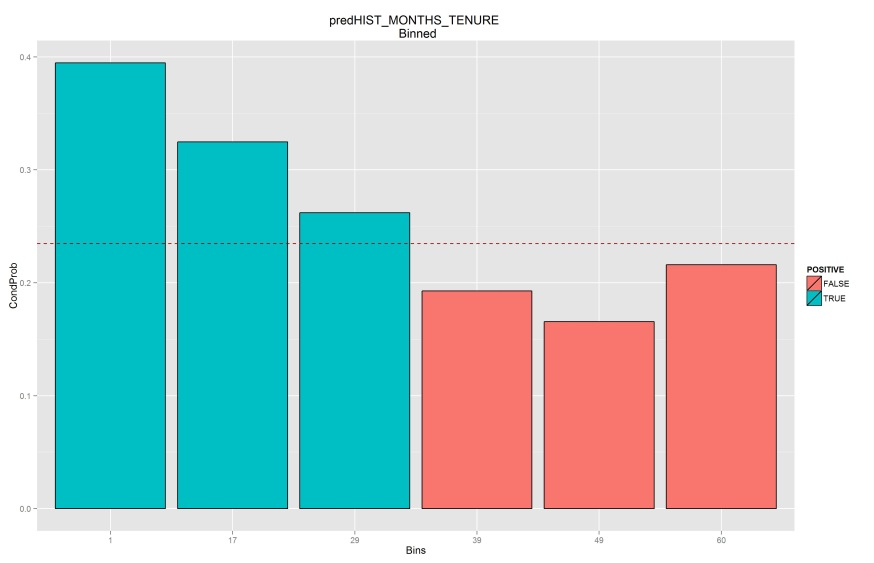 predHIST_MONTHS_TENURE
Binned
0.4
0.3
0.2
0.1
0.0
CondProb
1 17 29 39 49 60
Bins
POSITIVE
FALSE
TRUE